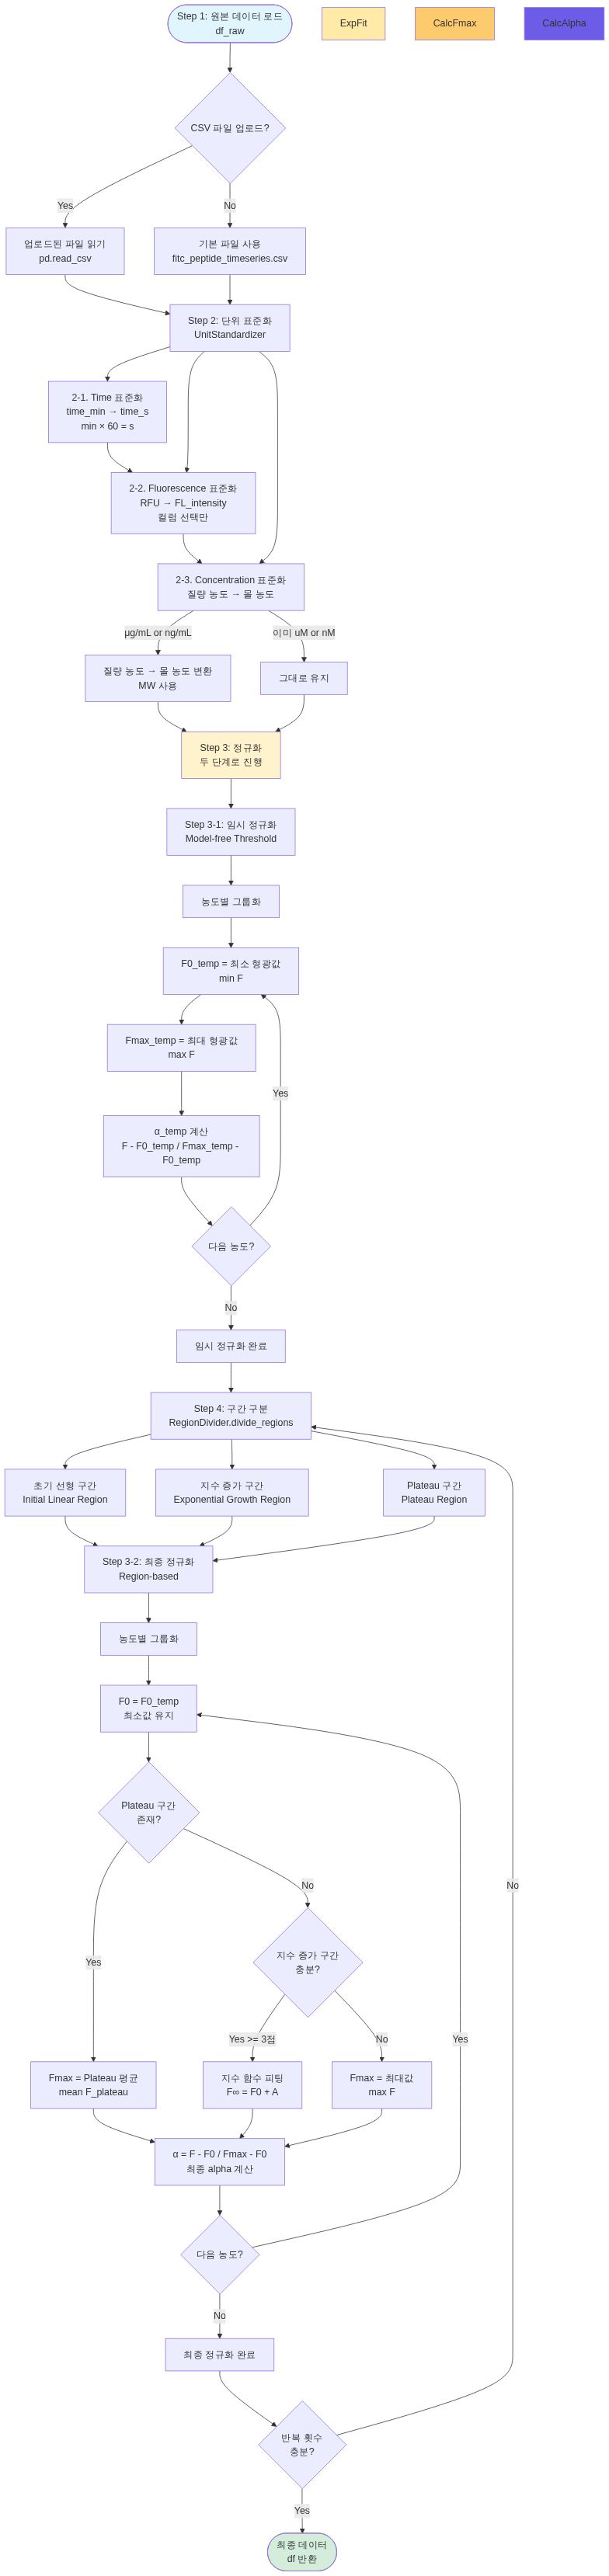 Step 1: 원본 데이터 로드
df_raw
ExpFit
CalcFmax
CalcAlpha
CSV 파일 업로드?
Yes
No
업로드된 파일 읽기
pd.read_csv
기본 파일 사용
fitc_peptide_timeseries.csv
Step 2: 단위 표준화
UnitStandardizer
2-1. Time 표준화
time_min → time_s
min × 60 = s
2-2. Fluorescence 표준화
RFU → FL_intensity
컬럼 선택만
2-3. Concentration 표준화
질량 농도 → 몰 농도
μg/mL or ng/mL
이미 uM or nM
질량 농도 → 몰 농도 변환
MW 사용
그대로 유지
Step 3: 정규화
두 단계로 진행
Step 3-1: 임시 정규화
Model-free Threshold
농도별 그룹화
F0_temp = 최소 형광값
min F
Fmax_temp = 최대 형광값
max F
Yes
α_temp 계산
F - F0_temp / Fmax_temp -
F0_temp
다음 농도?
No
임시 정규화 완료
Step 4: 구간 구분
RegionDivider.divide_regions
초기 선형 구간
Initial Linear Region
지수 증가 구간
Exponential Growth Region
Plateau 구간
Plateau Region
Step 3-2: 최종 정규화
Region-based
농도별 그룹화
F0 = F0_temp
최소값 유지
Plateau 구간
존재?
No
No
Yes
지수 증가 구간
충분?
Yes >= 3점
No
Yes
Fmax = Plateau 평균
mean F_plateau
지수 함수 피팅
F∞ = F0 + A
Fmax = 최대값
max F
α = F - F0 / Fmax - F0
최종 alpha 계산
다음 농도?
No
최종 정규화 완료
반복 횟수
충분?
Yes
최종 데이터
df 반환